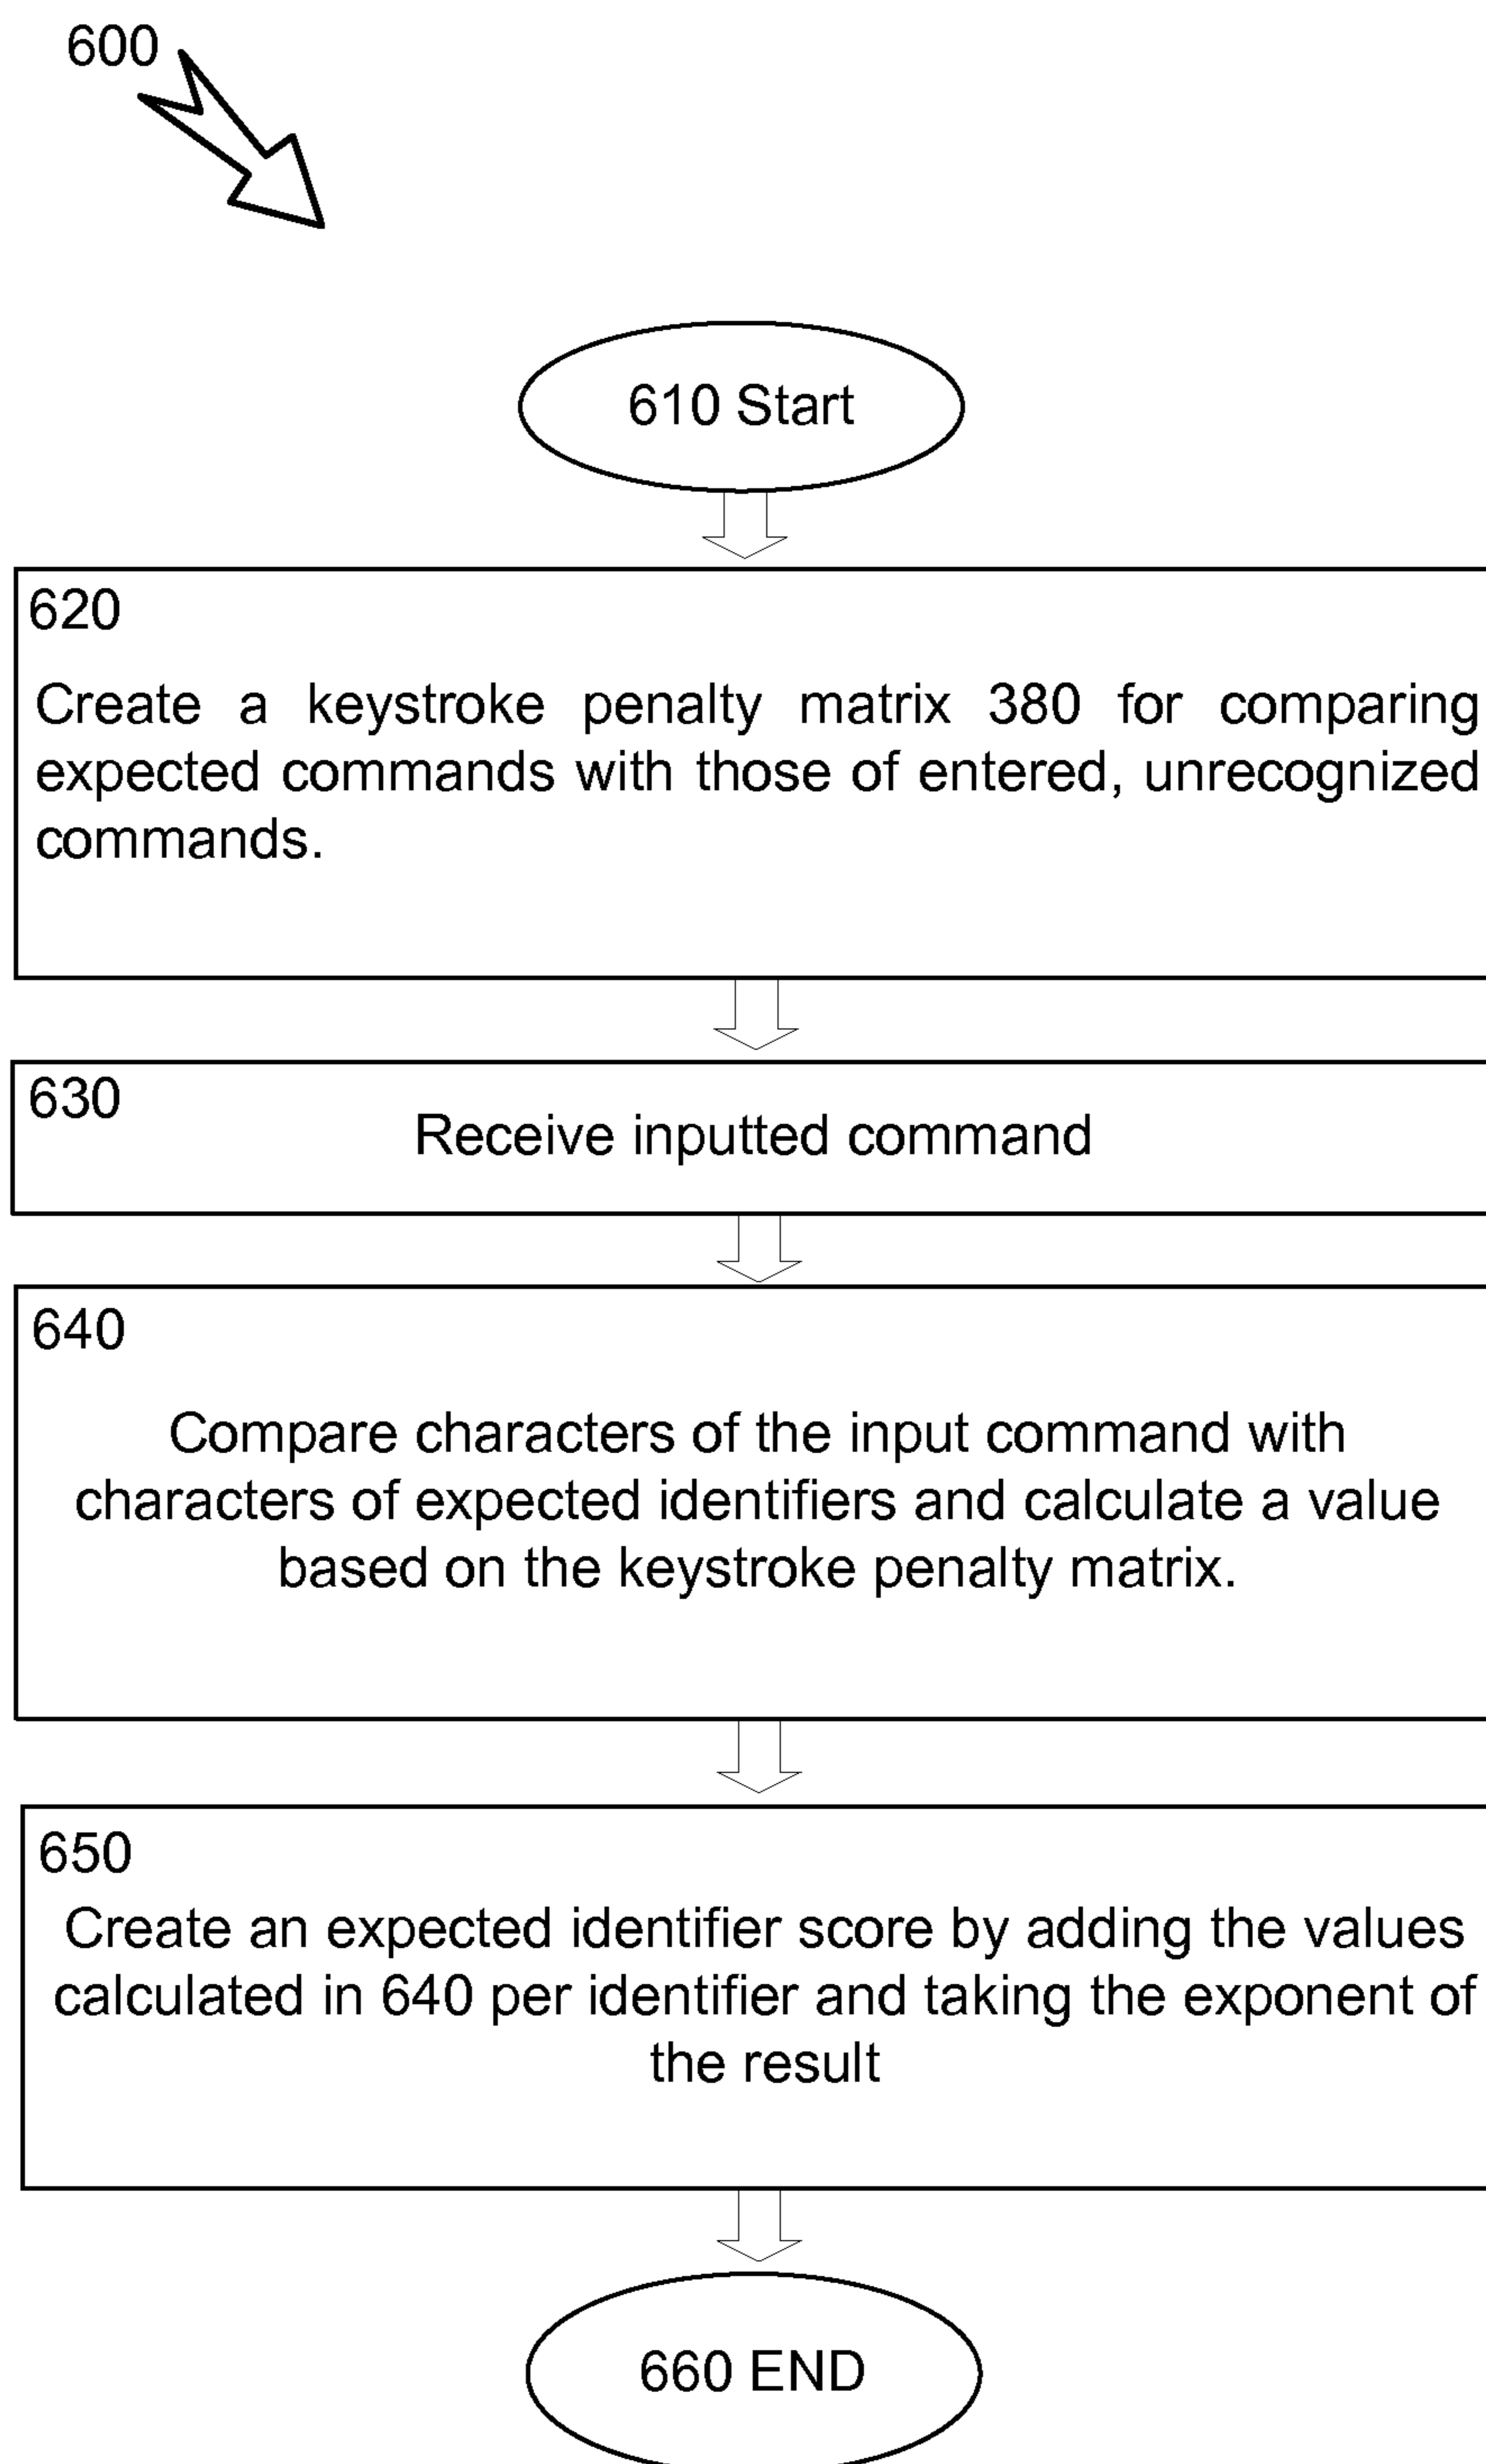 600
610 Start
620
Create a keystroke penalty matrix 380 for comparing
expected commands with those of entered, unrecognized
commands.
630
Receive inputted command
640
Compare characters of the input command with
characters of expected identifiers and calculate a value
based on the keystroke penalty matrix.
650
Create an expected identifier score by adding the values
calculated in 640 per identifier and taking the exponent of
the result
660 END